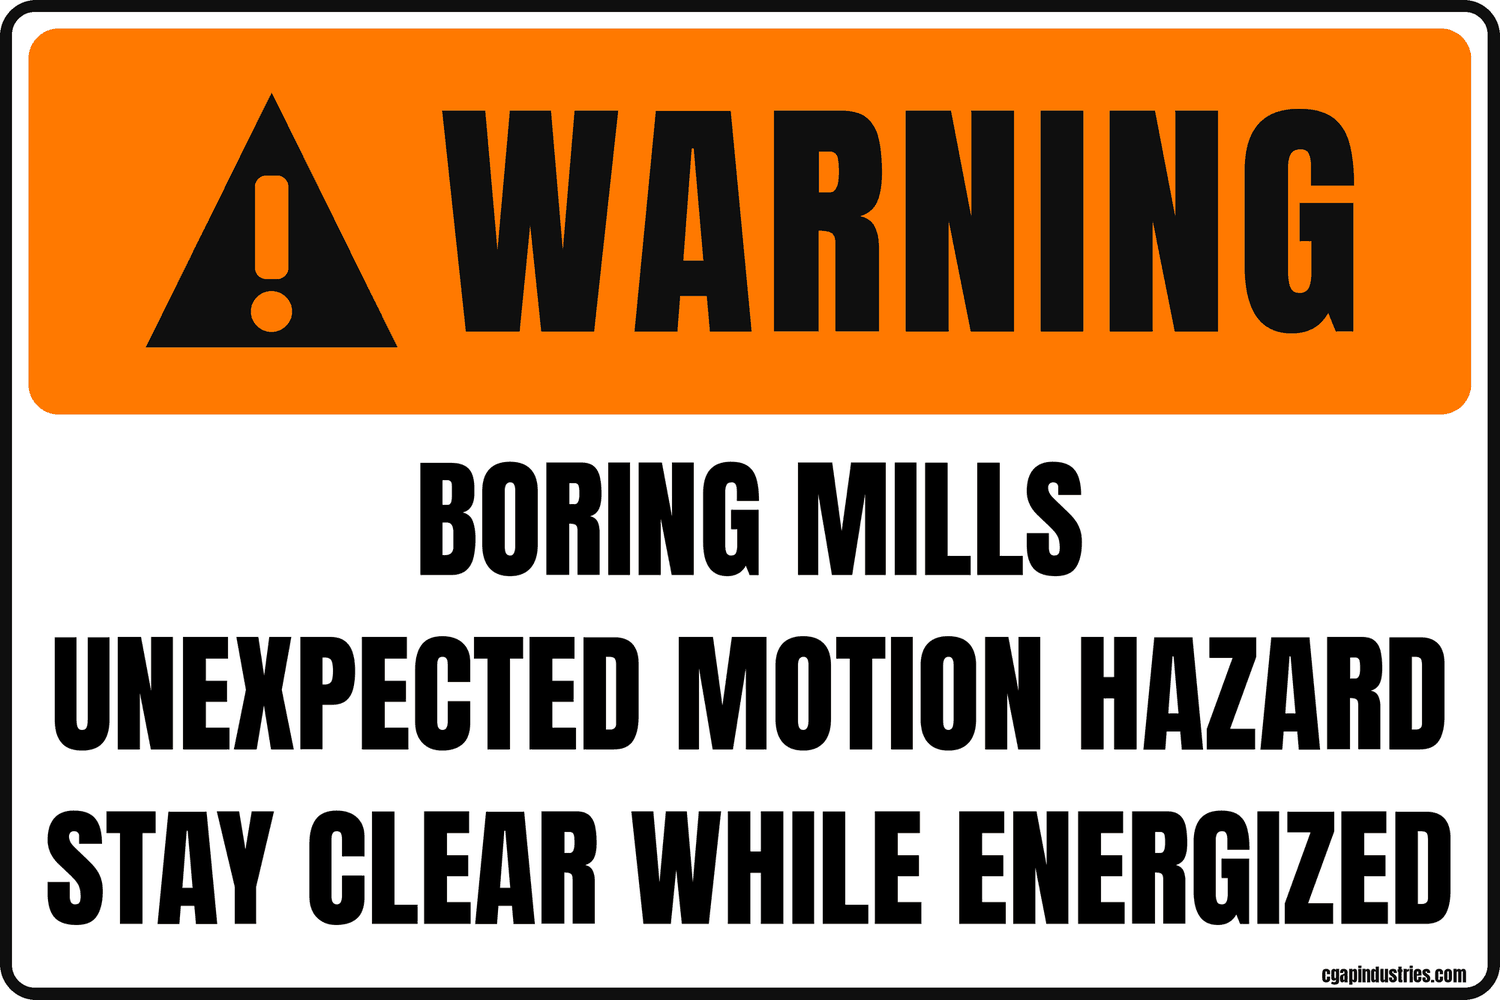 WARNING
BORING MILLS
UNEXPECTED MOTION HAZARD
STAY CLEAR WHILE ENERGIZED
cgapindustries.com